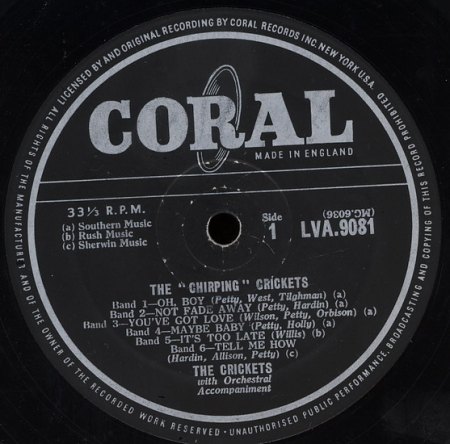 ALL RIGHTS OF THE MANUFACTURER AND OF THE OWNER OF THE RECORDED WORK RESERVED - UNAUTHORISED PUBLIC PERFORMANCE, BROADCASTING AND COPYING OF THIS RECORD PROHIBITED
ALL LICENSED BY AND ORIGINAL RECORDING BY CORAL RECORDS INC. NEW YORK. U.S.A.
CORAL
MADE IN ENGLAND
33⅓ R.P.M.
(a) Southern Music
(b) Rush Music
(c) Sherwin Music
Side
1
(MG.6036)
LVA.9081
THE "CHIRPING" CRICKETS
Band 1—OH, BOY (Petty, West, Tilghman) (a)
Band 2—NOT FADE AWAY (Petty, Hardin) (a)
Band 3—YOU'VE GOT LOVE (Wilson, Petty, Orbison) (a)
Band 4—MAYBE BABY (Petty, Holly) (a)
Band 5—IT'S TOO LATE (Willis) (b)
Band 6—TELL ME HOW
(Hardin, Allison, Petty) (c)
THE CRICKETS
with Orchestral
Accompaniment